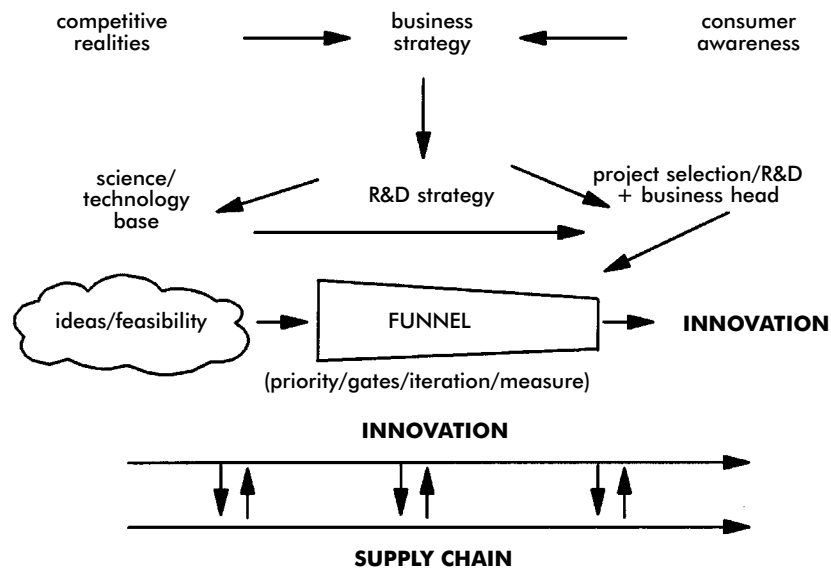 competitive
realities
business
strategy
consumer
awareness
science/
technology
base
R&D strategy
project selection/R&D
+ business head
ideas/feasibility
FUNNEL
INNOVATION
(priority/gates/iteration/measure)
INNOVATION
SUPPLY CHAIN